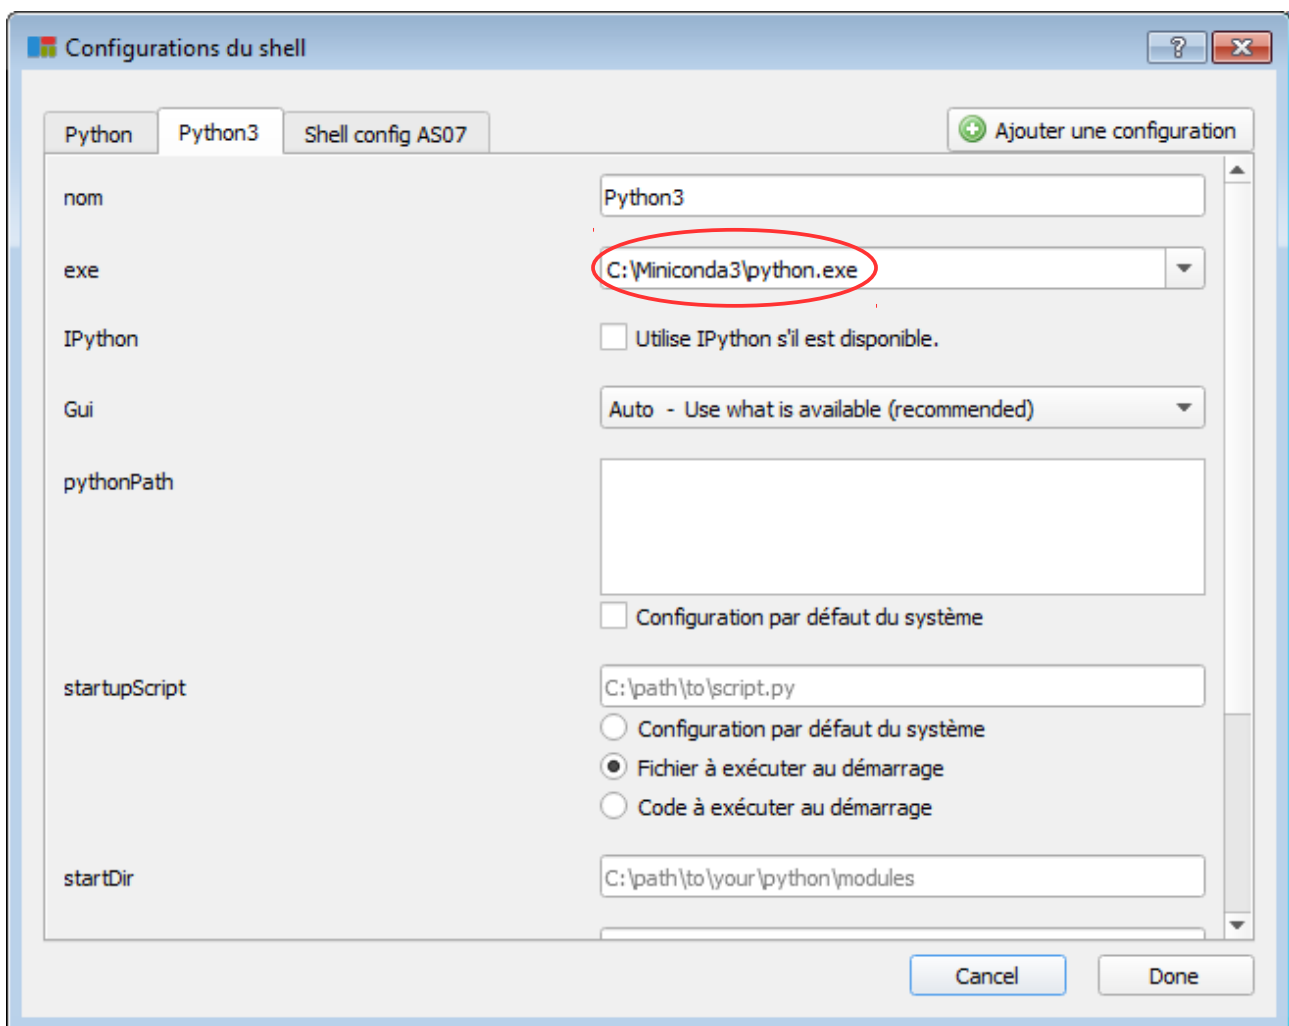 Configurations du shell
Python
Python3
Shell config AS07
Ajouter une configuration
nom
Python3
exe
C:\Miniconda3\python.exe
IPython
Utilise IPython s'il est disponible.
Gui
Auto - Use what is available (recommended)
pythonPath
Configuration par défaut du système
startupScript
C:\path\to\script.py
Configuration par défaut du système
Fichier à exécuter au démarrage
Code à exécuter au démarrage
startDir
C:\path\to\your\python\modules
Cancel
Done